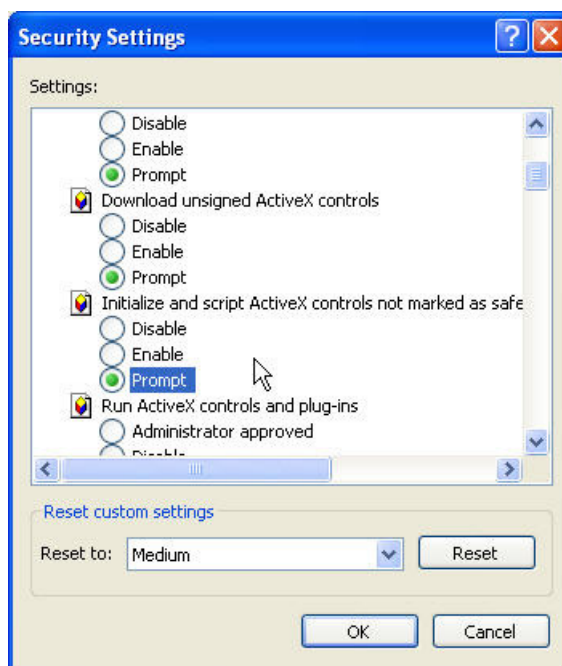 Security Settings
Settings:
Disable
Enable
Prompt
Download unsigned ActiveX controls
Disable
Enable
Prompt
Initialize and script ActiveX controls not marked as safe
Disable
Enable
Prompt
Run ActiveX controls and plug-ins
Administrator approved
Disable
Reset custom settings
Reset to: Medium Reset
OK Cancel